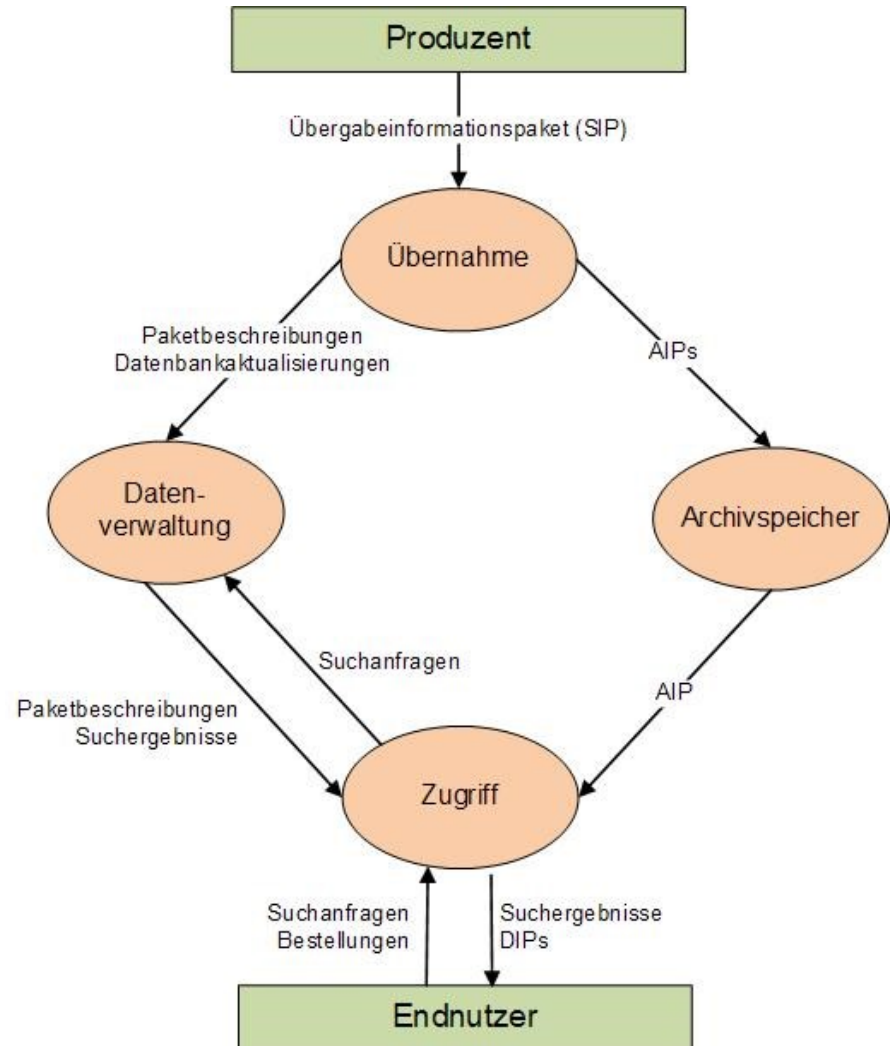 Produzent
Übergabeinformationspaket (SIP)
Übernahme
Paketbeschreibungen
Datenbankaktualisierungen
AIPs
Daten-
verwaltung
Archivspeicher
Suchanfragen
AIP
Paketbeschreibungen
Suchergebnisse
Zugriff
Suchanfragen
Bestellungen
Suchergebnisse
DIPs
Endnutzer